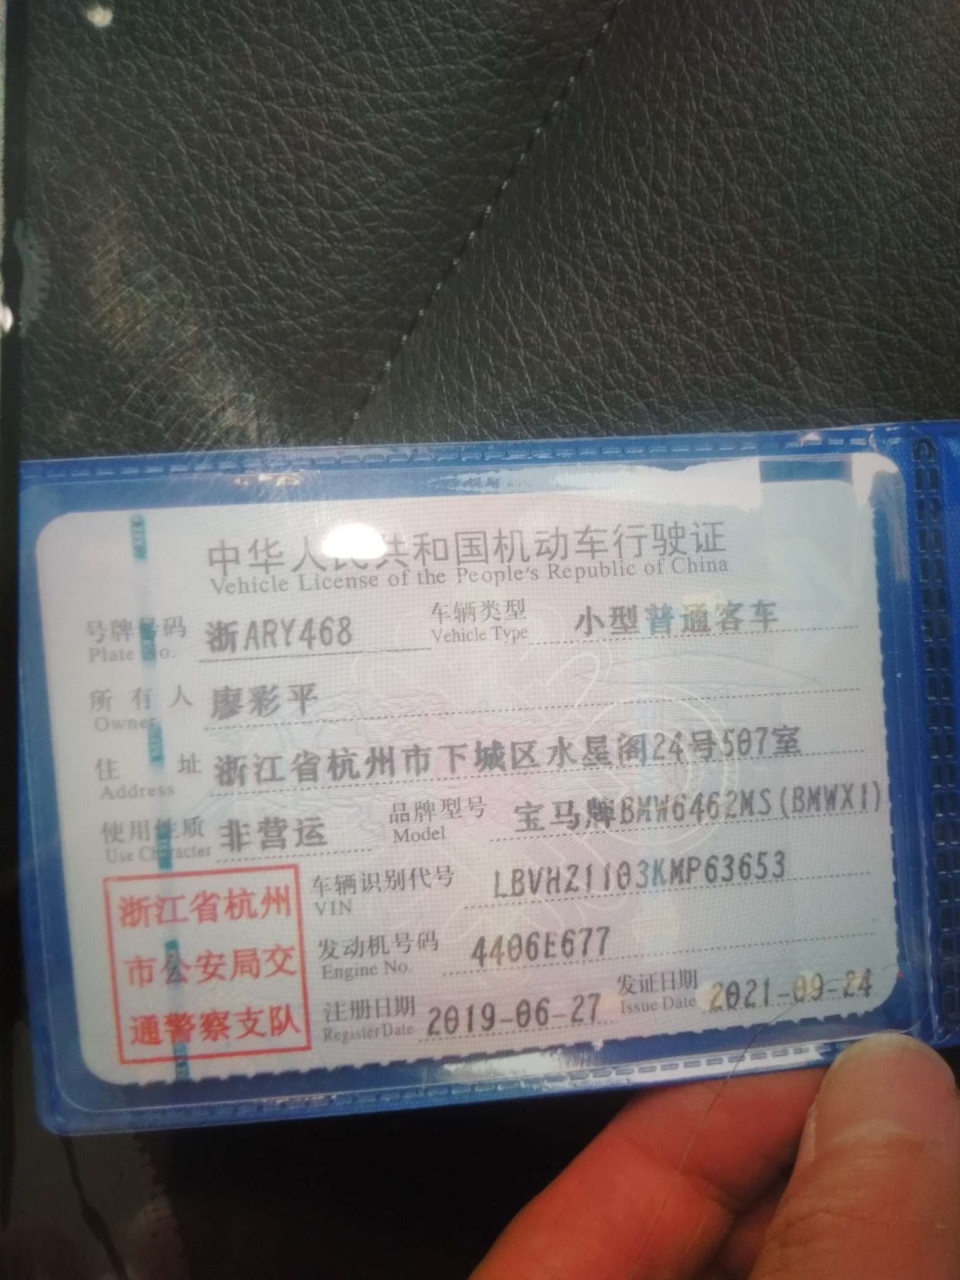 中华人民共和国机动车行驶证
Vehicle License of the People's Republic of China
号牌号码 浙ARY468 车辆类型 小型普通客车
Plate No. Vehicle Type
所有人 廖彩平
Owner
住址 浙江省杭州市下城区水星阁24号507室
Address
使用性质 非营运 品牌型号 宝马牌BMW6462MS(BMWX1)
Use Character Model
浙江省杭州
市公安局交
通警察支队
车辆识别代号 LBVHZ1103KMP63653
VIN
发动机号码 4406E677
Engine No.
注册日期 2019-06-27 发证日期 2021-09-24
Register Date Issue Date